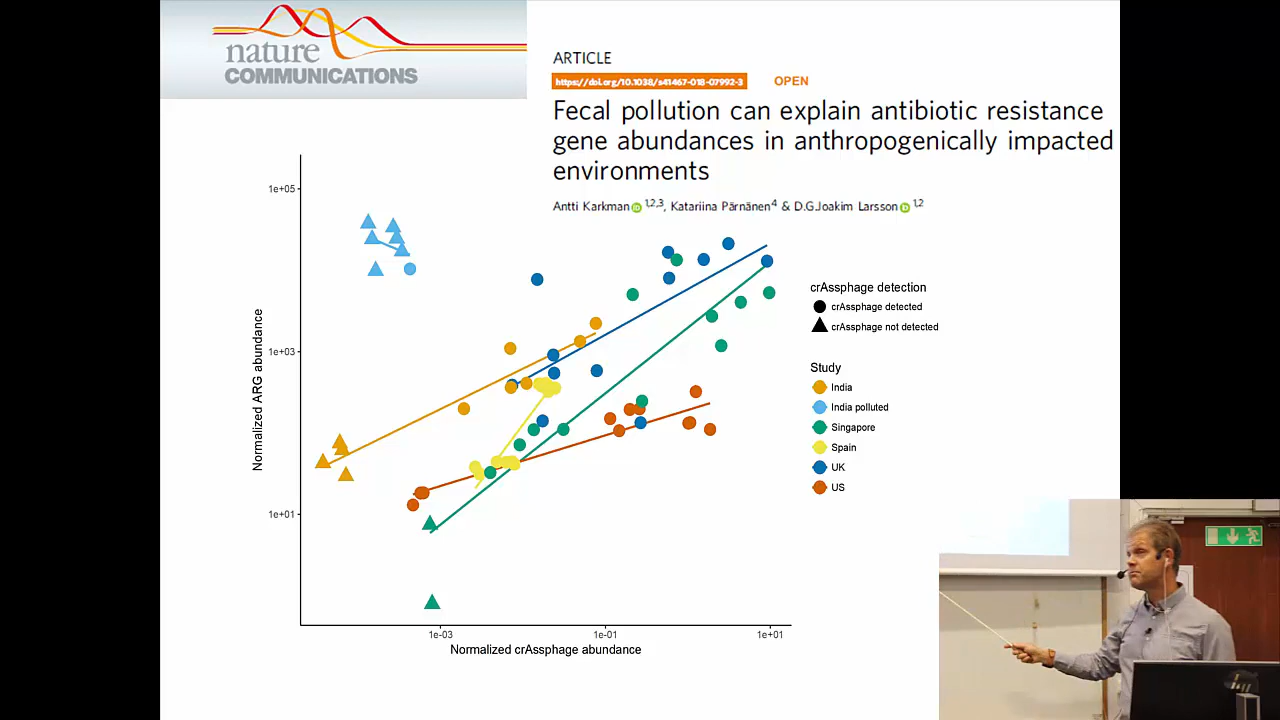 nature
COMMUNICATIONS
ARTICLE
https://doi.org/10.1038/s41467-018-07992-3 OPEN
Fecal pollution can explain antibiotic resistance
gene abundances in anthropogenically impacted
environments
Antti Karkman 1,2,3, Katariina Pärnänen4 & D.G.Joakim Larsson 1,2
1e+05
1e+03
1e+01
Normalized ARG abundance
1e-03
1e-01
1e+01
Normalized crAssphage abundance
crAssphage detection
crAssphage detected
crAssphage not detected
Study
India
India polluted
Singapore
Spain
UK
US